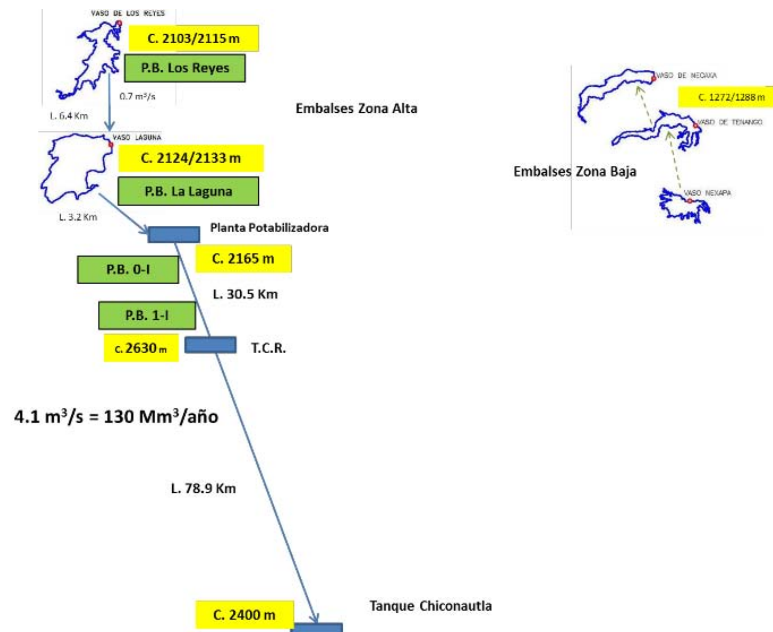 VASO DE LOS REYES
C. 2103/2115 m
P.B. Los Reyes
0.7 m³/s
L. 6.4 Km
Embalses Zona Alta
VASO LAGUNA
C. 2124/2133 m
P.B. La Laguna
L. 3.2 Km
Planta Potabilizadora
C. 2165 m
P.B. 0-I
L. 30.5 Km
P.B. 1-I
c. 2630 m
T.C.R.
4.1 m³/s = 130 Mm³/año
L. 78.9 Km
C. 2400 m
Tanque Chiconautla
VASO DE NECAXA
C. 1272/1288 m
VASO DE TENANGO
Embalses Zona Baja
VASO NEXAPA